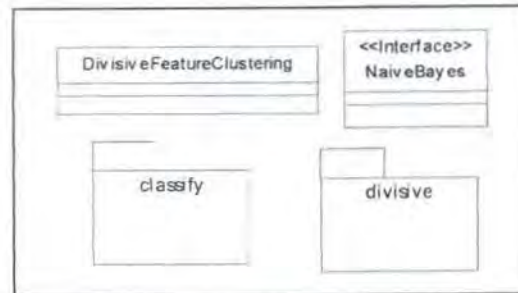 DivisiveFeatureClustering
<<Interface>>
NaiveBayes
classify
divisive